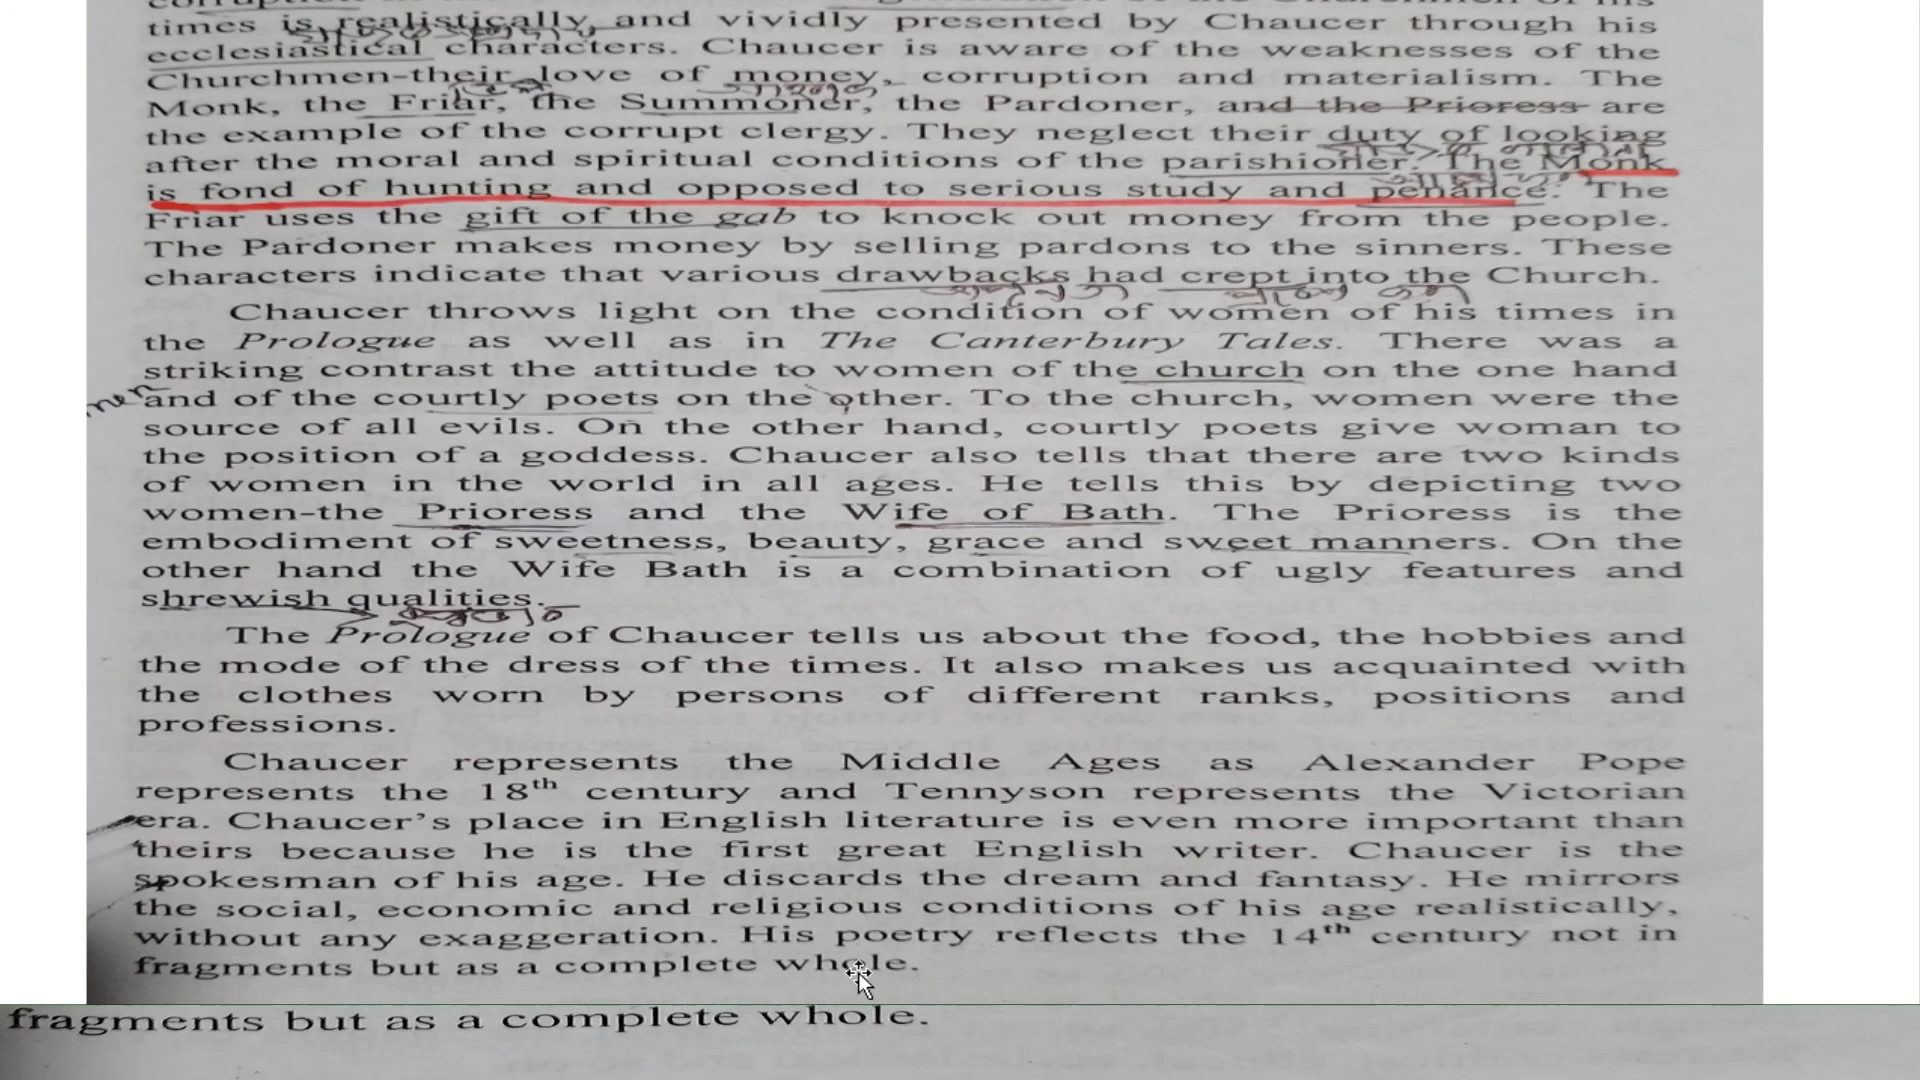 times is realistically, and vividly presented by Chaucer through his
ecclesiastical characters. Chaucer is aware of the weaknesses of the
Churchmen-their love of money, corruption and materialism. The
Monk, the Friar, the Summoner, the Pardoner, and the Prioress are
the example of the corrupt clergy. They neglect their duty of looking
after the moral and spiritual conditions of the parishioner. The Monk
is fond of hunting and opposed to serious study and penance. The
Friar uses the gift of the gab to knock out money from the people.
The Pardoner makes money by selling pardons to the sinners. These
characters indicate that various drawbacks had crept into the Church.
Chaucer throws light on the condition of women of his times in
the Prologue as well as in The Canterbury Tales. There was a
striking contrast the attitude to women of the church on the one hand
and of the courtly poets on the other. To the church, women were the
source of all evils. On the other hand, courtly poets give woman to
the position of a goddess. Chaucer also tells that there are two kinds
of women in the world in all ages. He tells this by depicting two
women-the Prioress and the Wife of Bath. The Prioress is the
embodiment of sweetness, beauty, grace and sweet manners. On the
other hand the Wife Bath is a combination of ugly features and
shrewish qualities.
The Prologue of Chaucer tells us about the food, the hobbies and
the mode of the dress of the times. It also makes us acquainted with
the clothes worn by persons of different ranks, positions and
professions.
Chaucer represents the Middle Ages as Alexander Pope
represents the 18th century and Tennyson represents the Victorian
era. Chaucer's place in English literature is even more important than
theirs because he is the first great English writer. Chaucer is the
spokesman of his age. He discards the dream and fantasy. He mirrors
the social, economic and religious conditions of his age realistically,
without any exaggeration. His poetry reflects the 14th century not in
fragments but as a complete whole.
fragments but as a complete whole.